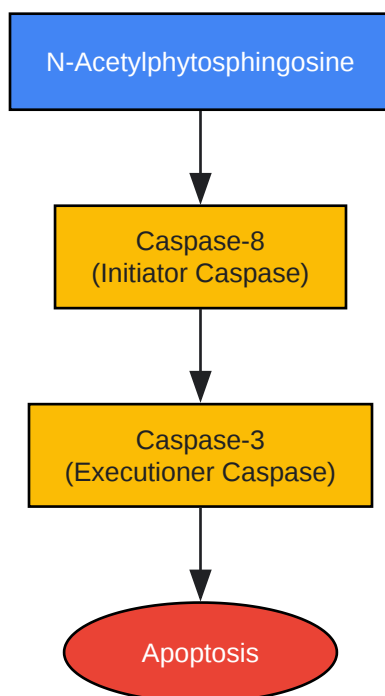 N-Acetylphytosphingosine
Caspase-8
(Initiator Caspase)
Caspase-3
(Executioner Caspase)
Apoptosis